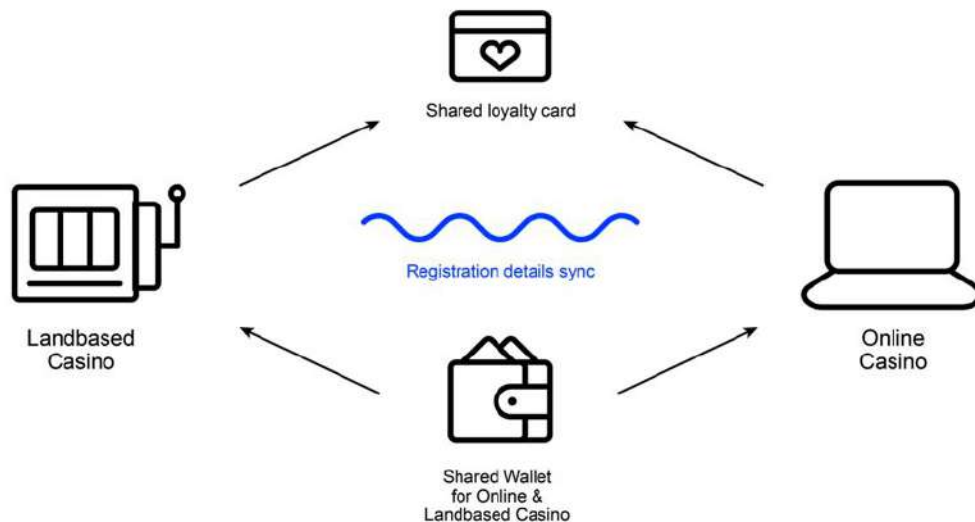 Shared loyalty card
Registration details sync
Landbased
Casino
Online
Casino
Shared Wallet
for Online &
Landbased Casino